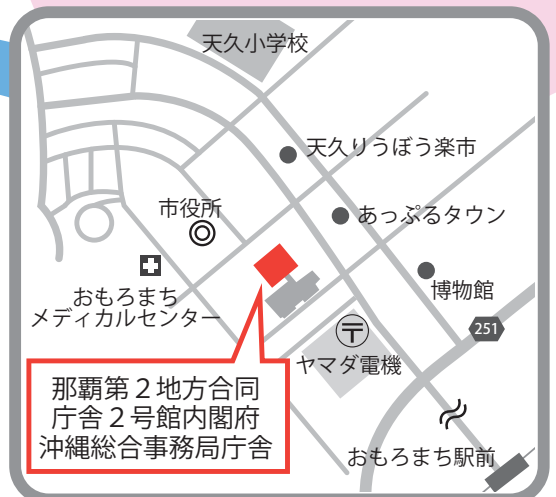 天久小学校
天久りうぼう楽市
市役所
あっぷるタウン
おもろまち
メディカルセンター
博物館
251
〒
ヤマダ電機
那覇第２地方合同
庁舎２号館内閣府
沖縄総合事務局庁舎
おもろまち駅前